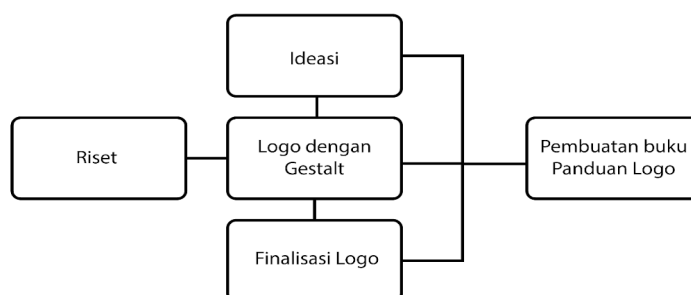 Ideasi
Riset
Logo dengan
Gestalt
Pembuatan buku
Panduan Logo
Finalisasi Logo